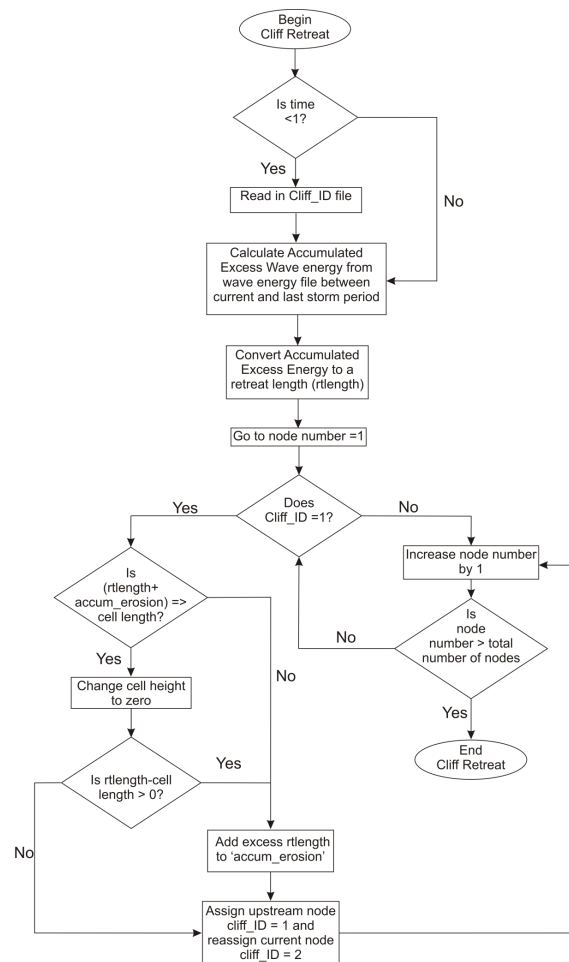 Begin
Cliff Retreat
Is time
<1?
Yes
No
Read in Cliff_ID file
Calculate Accumulated
Excess Wave energy from
wave energy file between
current and last storm period
Convert Accumulated
Excess Energy to a
retreat length (rtlength)
Go to node number =1
Does
Cliff_ID =1?
Yes
No
Is
(rtlength+
accum_erosion) =>
cell length?
Increase node number
by 1
Is
node
number > total
number of nodes
No
Yes
End
Cliff Retreat
Yes
No
Change cell height
to zero
Is rtlength-cell
length > 0?
Yes
No
Add excess rtlength
to ‘accum_erosion’
Assign upstream node
cliff_ID = 1 and
reassign current node
cliff_ID = 2